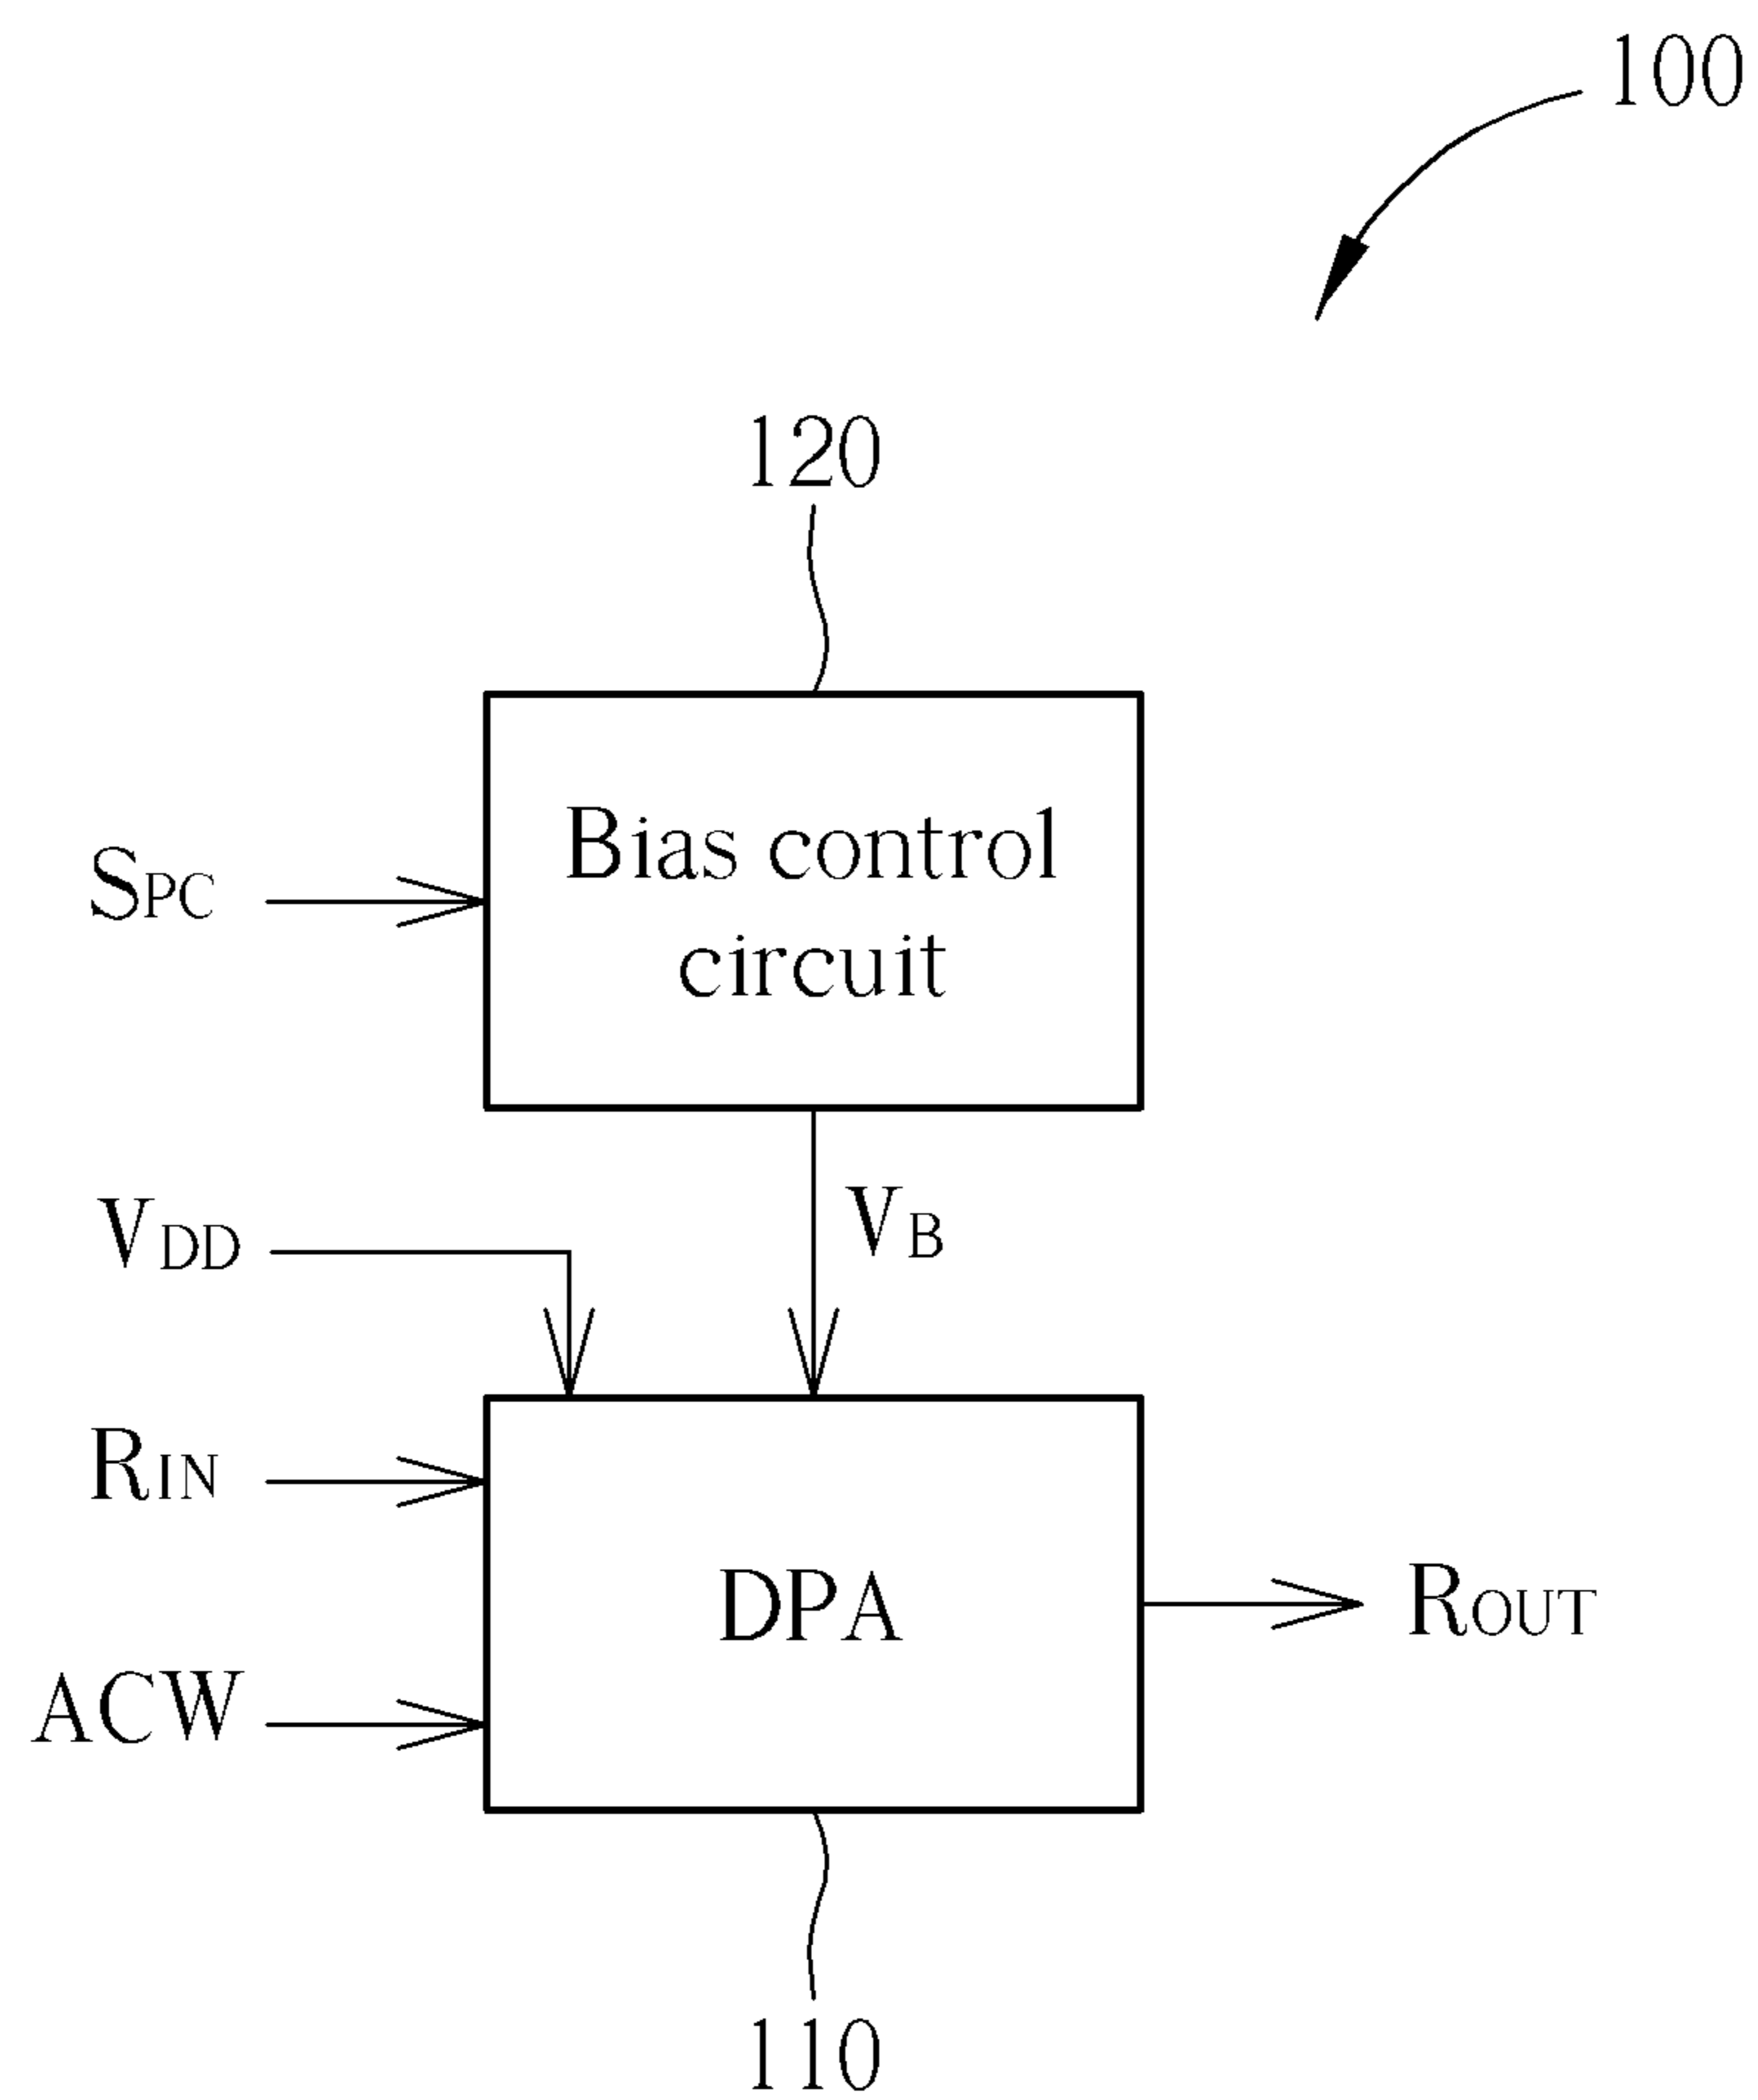 100
120
Bias control
circuit
SPC
VDD
VB
RIN
DPA
ROUT
ACW
110